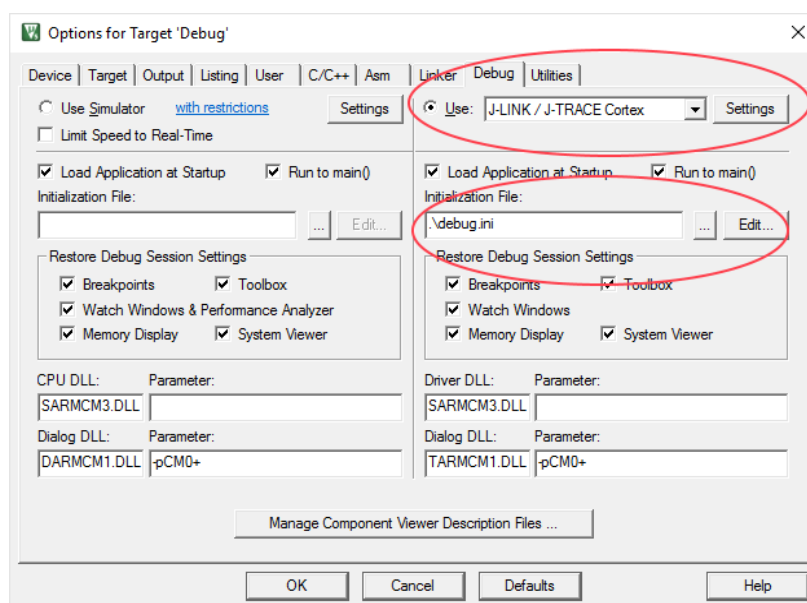 Options for Target 'Debug'
Device Target Output Listing User C/C++ Asm Linker Debug Utilities
Use Simulator with restrictions Settings
Limit Speed to Real-Time
Use: J-LINK / J-TRACE Cortex Settings
Load Application at Startup Run to main()
Initialization File:
... Edit...
Load Application at Startup Run to main()
Initialization File:
.\debug.ini ... Edit...
Restore Debug Session Settings
Breakpoints Toolbox
Watch Windows & Performance Analyzer
Memory Display System Viewer
Restore Debug Session Settings
Breakpoints Toolbox
Watch Windows
Memory Display System Viewer
CPU DLL: Parameter:
SARMCM3.DLL
Dialog DLL: Parameter:
DARMCM1.DLL -pCM0+
Driver DLL: Parameter:
SARMCM3.DLL
Dialog DLL: Parameter:
TARMCM1.DLL -pCM0+
Manage Component Viewer Description Files ...
OK Cancel Defaults Help